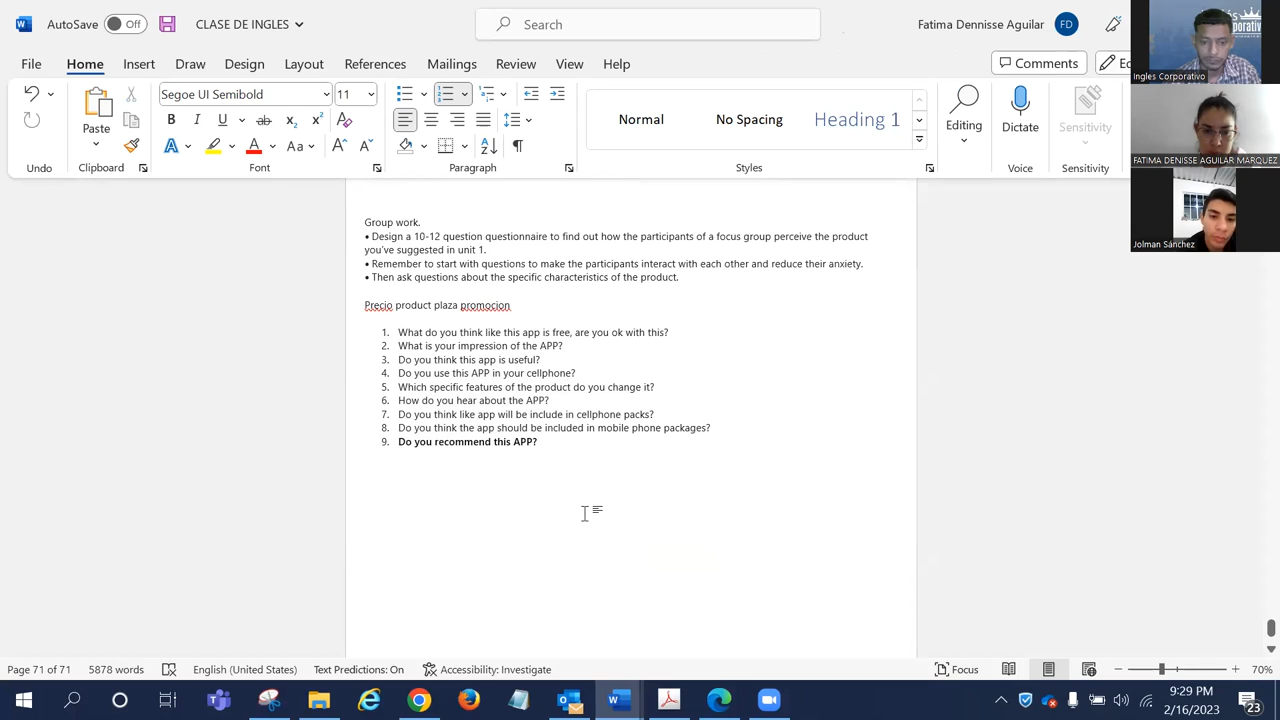 AutoSave Off CLASE DE INGLES Search Fatima Dennisse Aguilar FD
File Home Insert Draw Design Layout References Mailings Review View Help Comments
Ingles Corporativo
Segoe UI Semibold 11
Paste
Normal No Spacing Heading 1
Editing Dictate Sensitivity
Undo Clipboard Font Paragraph Styles Voice Sensitivity
FATIMA DENISSE AGUILAR MARQUEZ
Jolman Sánchez
Group work.
• Design a 10-12 question questionnaire to find out how the participants of a focus group perceive the product
you've suggested in unit 1.
• Remember to start with questions to make the participants interact with each other and reduce their anxiety.
• Then ask questions about the specific characteristics of the product.
Precio product plaza promocion
1. What do you think like this app is free, are you ok with this?
2. What is your impression of the APP?
3. Do you think this app is useful?
4. Do you use this APP in your cellphone?
5. Which specific features of the product do you change it?
6. How do you hear about the APP?
7. Do you think like app will be include in cellphone packs?
8. Do you think the app should be included in mobile phone packages?
9. Do you recommend this APP?
Page 71 of 71 5878 words English (United States) Text Predictions: On Accessibility: Investigate Focus 70%
9:29 PM
2/16/2023
23